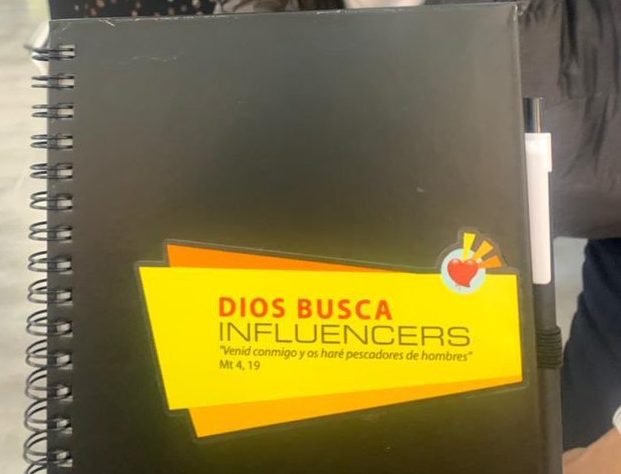 DIOS BUSCA
INFLUENCERS
"Venid conmigo y os haré pescadores de hombres"
Mt 4, 19